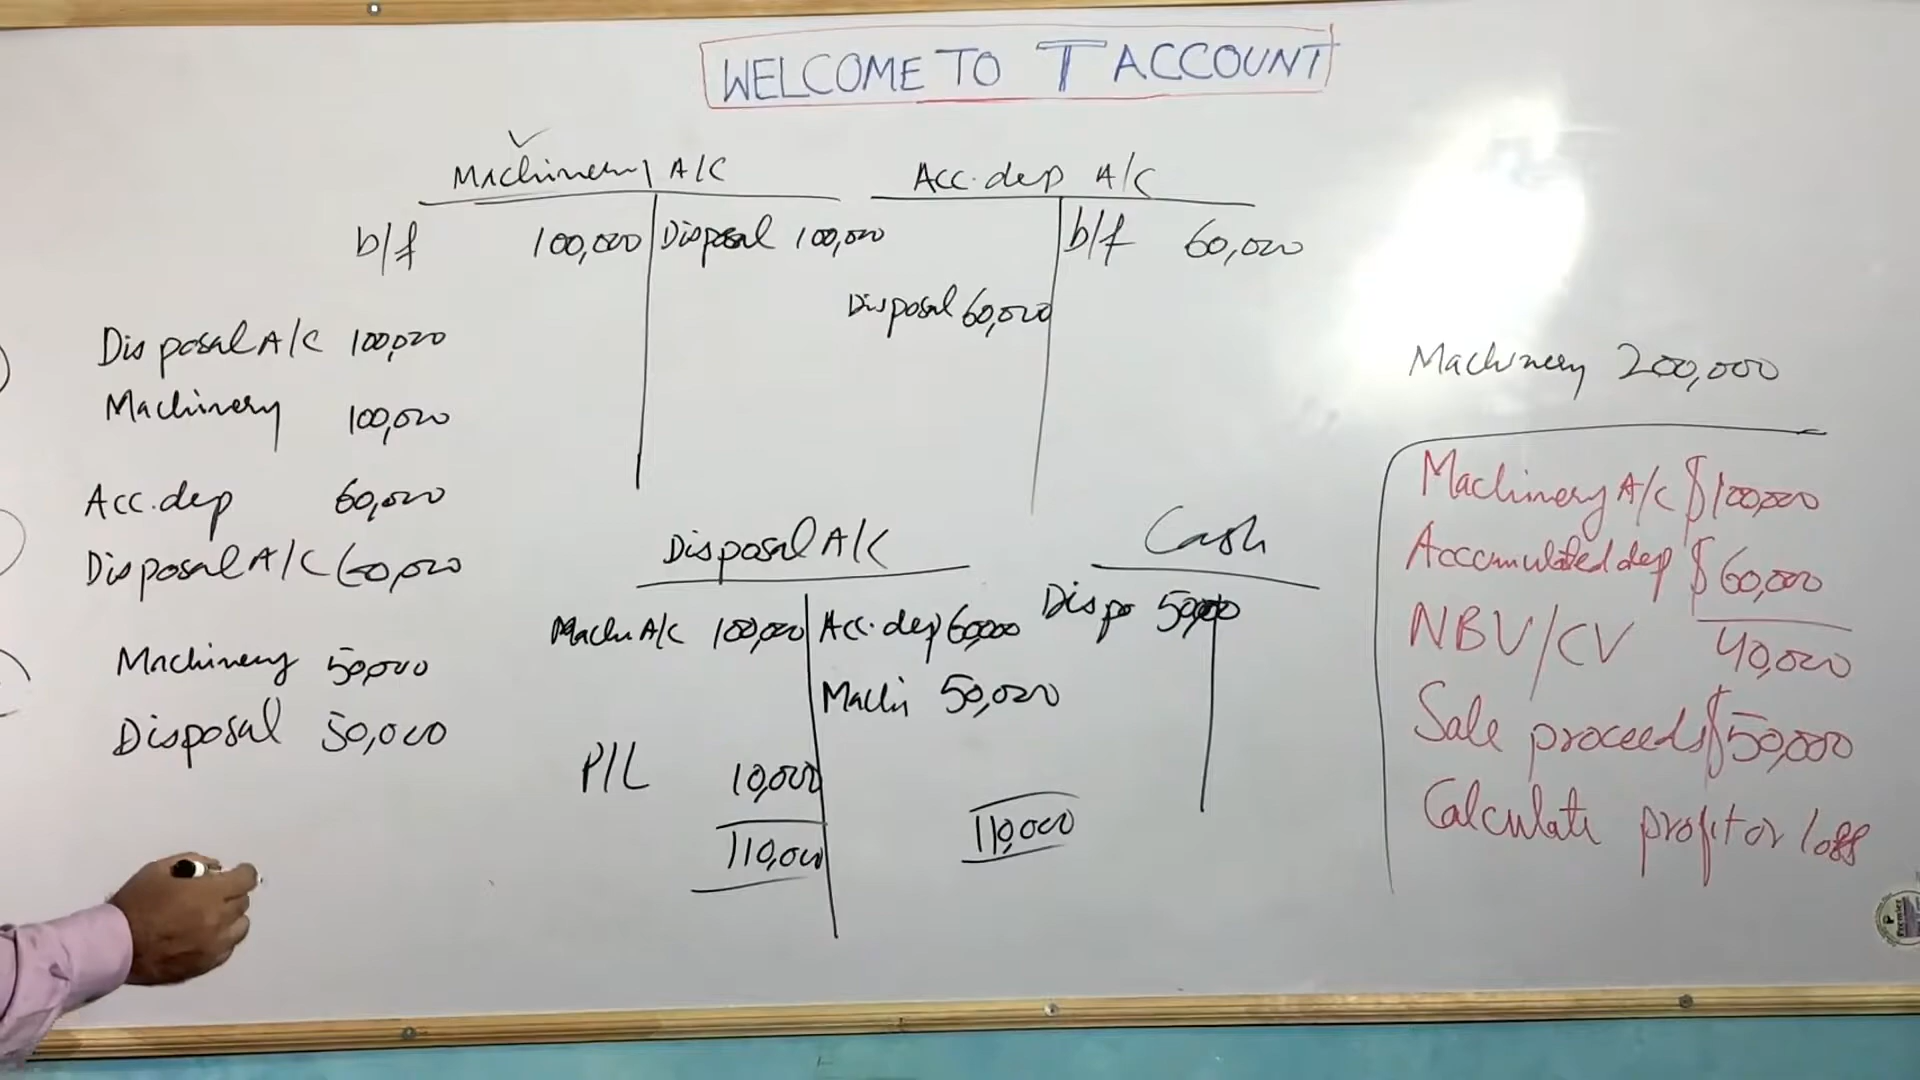 WELCOME TO T ACCOUNT
Machinery A/C
b/f 100,000 Disposal 100,000
Acc.dep A/C
b/f 60,000
Disposal 60,000
Disposal A/C 100,000
Machinery 100,000
Acc.dep 60,000
Disposal A/C 60,000
Machinery 50,000
Disposal 50,000
Disposal A/C
Machi A/C 100,000 Acc.dep 60,000
Machi 50,000
P/L 10,000
110,000 110,000
Cash
Dispo 50,000
Machinery 200,000
Machinery A/C $100,000
Accumulated dep $60,000
NBV/CV 40,000
Sale proceeds $50,000
Calculate profit or loss
P Premier